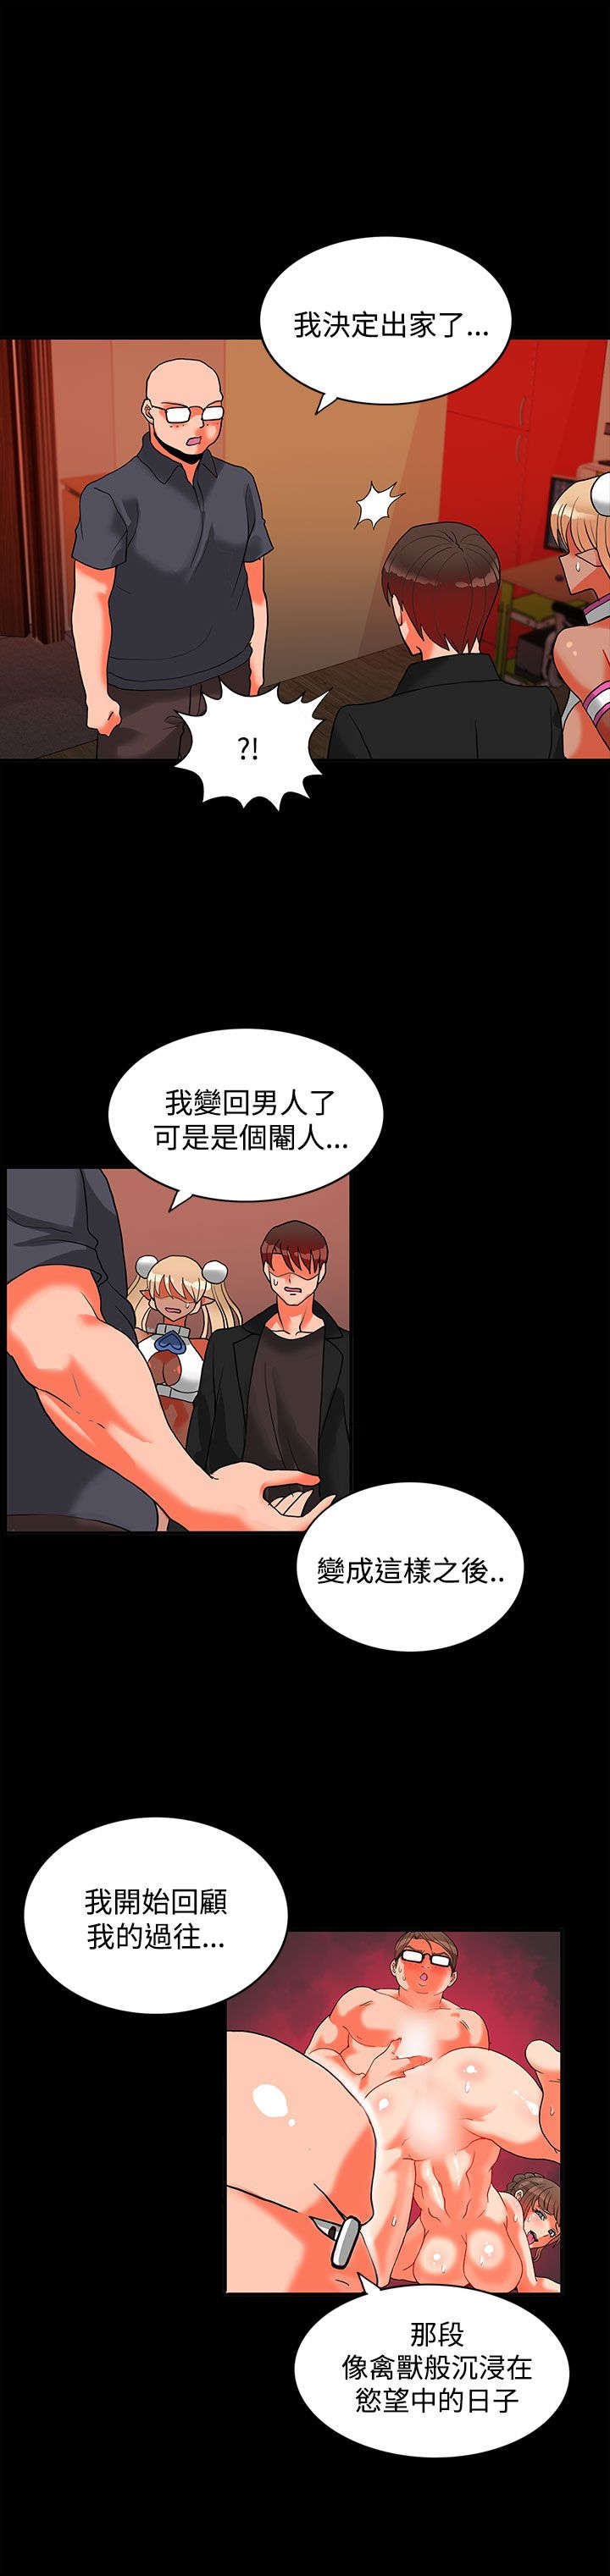 我決定出家了...
?!
我變回男人了
可是是個閹人...
變成這樣之後..
我開始回顧
我的過往...
那段
像禽獸般沉浸在
慾望中的日子